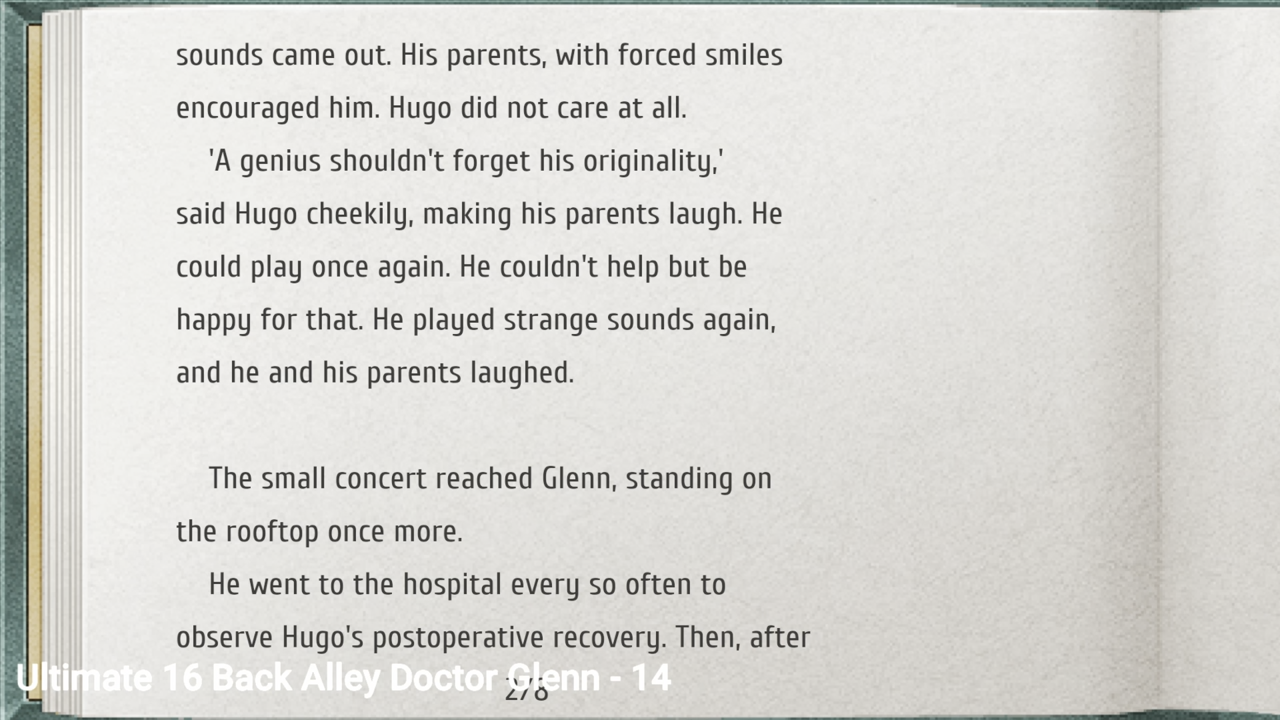 sounds came out. His parents, with forced smiles
encouraged him. Hugo did not care at all.
'A genius shouldn't forget his originality,'
said Hugo cheekily, making his parents laugh. He
could play once again. He couldn't help but be
happy for that. He played strange sounds again,
and he and his parents laughed.
The small concert reached Glenn, standing on
the rooftop once more.
He went to the hospital every so often to
observe Hugo's postoperative recovery. Then, after
Ultimate 16 Back Alley Doctor Glenn - 14